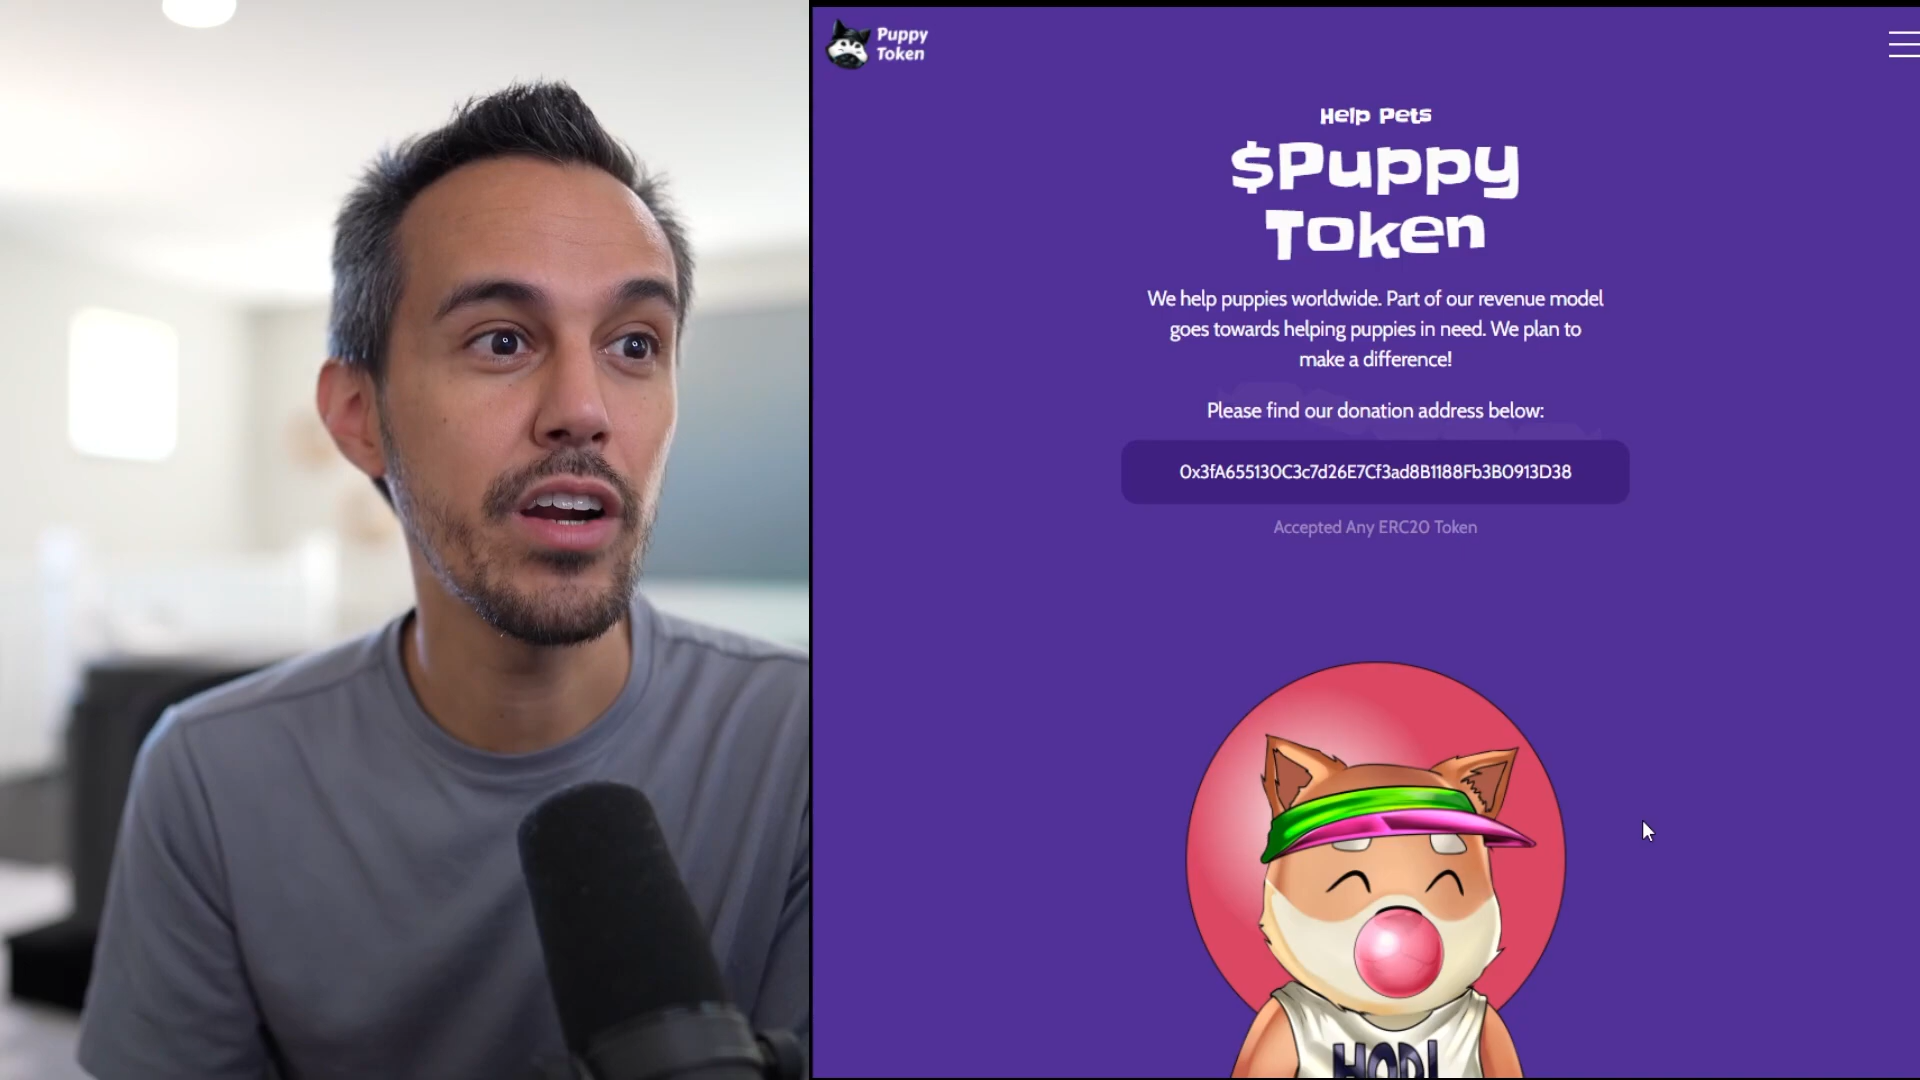 Puppy
Token
Help Pets
$Puppy
Token
We help puppies worldwide. Part of our revenue model
goes towards helping puppies in need. We plan to
make a difference!
Please find our donation address below:
0x3fA655130C3c7d26E7Cf3ad8B1188Fb3B0913D38
Accepted Any ERC20 Token
HODL